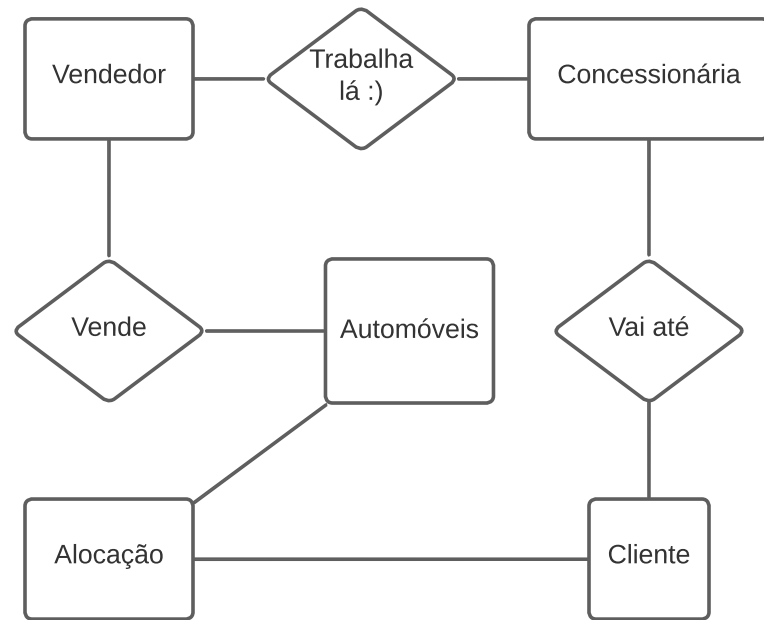 Vendedor
Trabalha
lá :)
Concessionária
Vende
Automóveis
Vai até
Alocação
Cliente